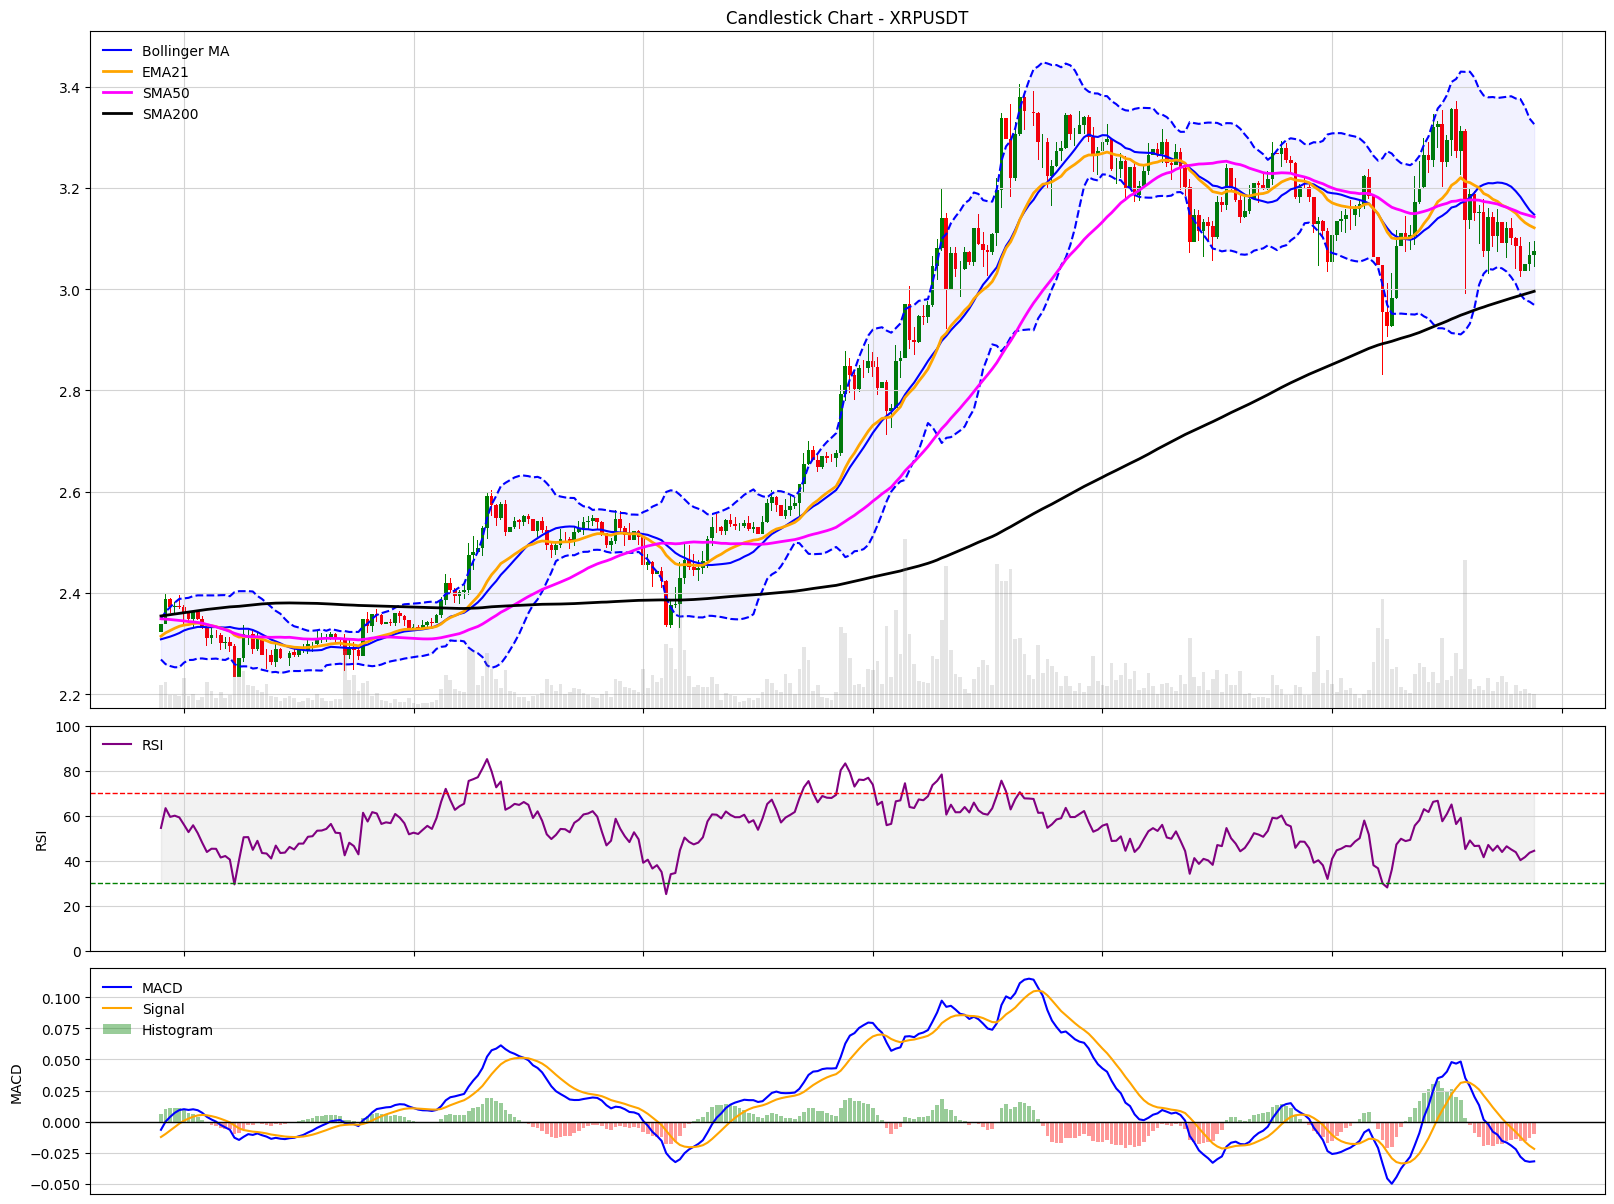 Candlestick Chart - XRPUSDT
Bollinger MA
EMA21
SMA50
SMA200
3.4
3.2
3.0
2.8
2.6
2.4
2.2
RSI
100
80
60
40
20
0
RSI
MACD
Signal
Histogram
0.100
0.075
0.050
0.025
0.000
−0.025
−0.050
MACD